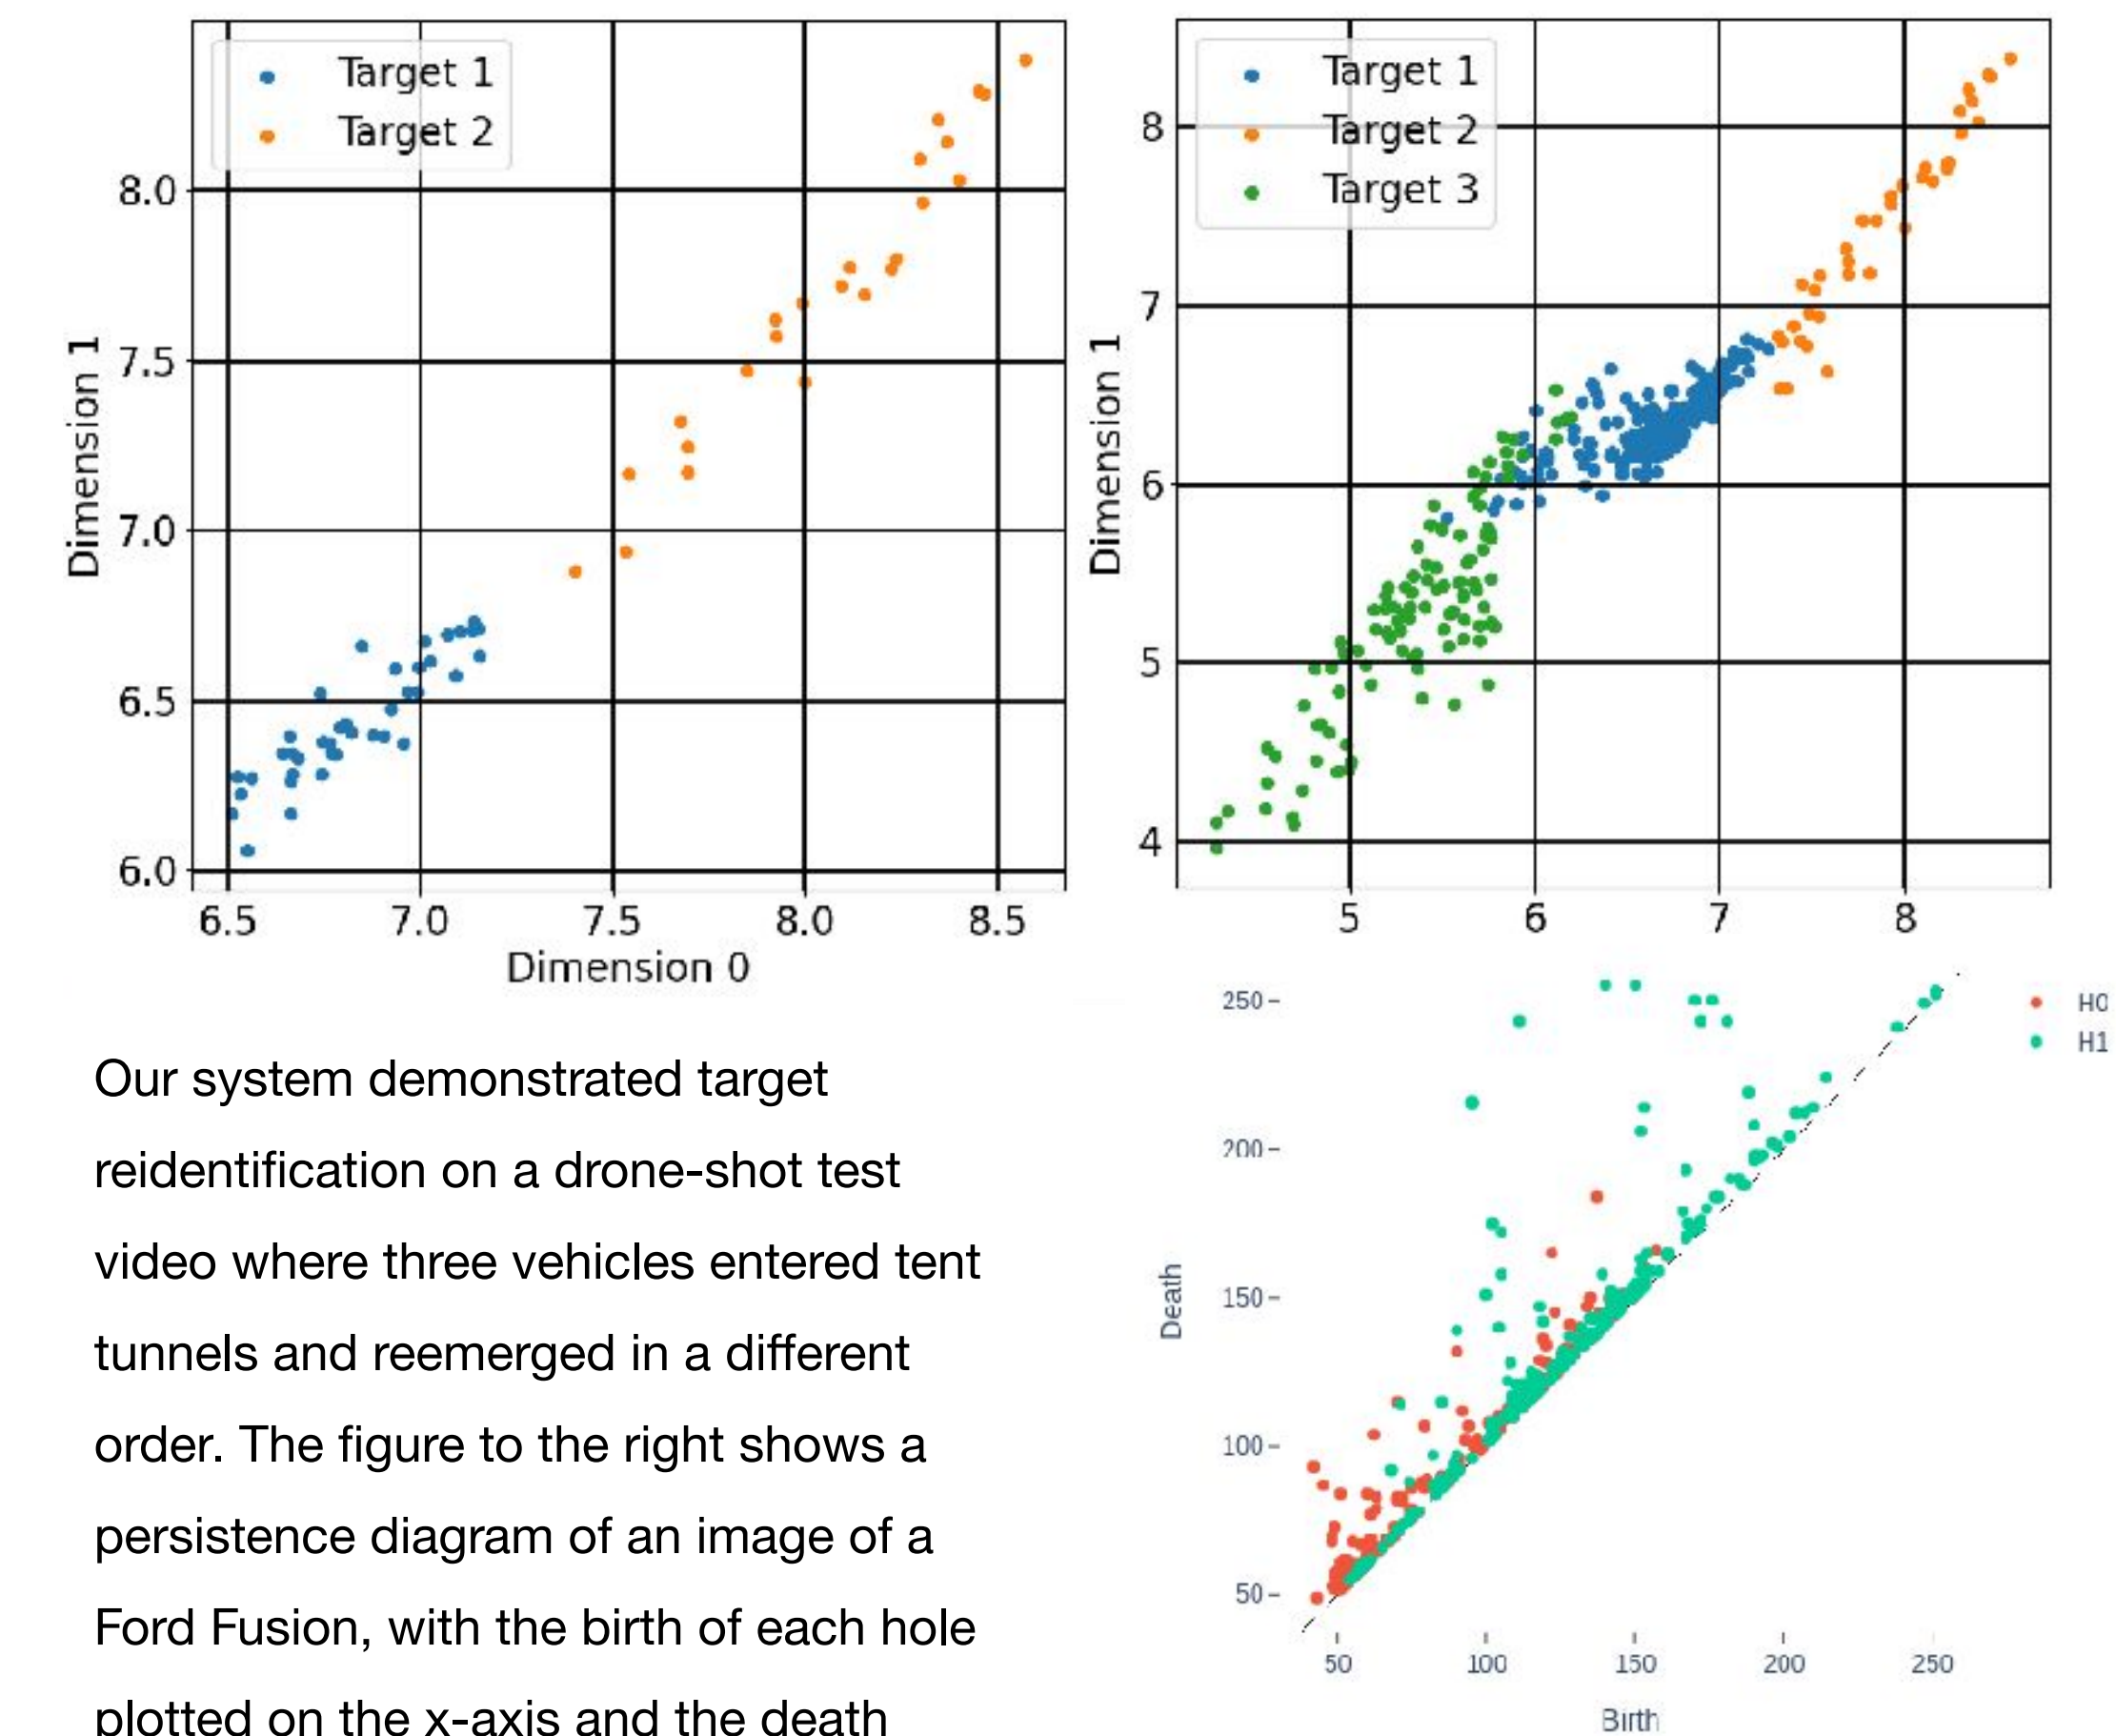 Target 1
Target 2
8.0
7.5
7.0
6.5
6.0
Dimension 1
6.5 7.0 7.5 8.0 8.5
Dimension 0
Target 1
Target 2
Target 3
8
7
6
5
4
Dimension 1
5 6 7 8
Our system demonstrated target
reidentification on a drone-shot test
video where three vehicles entered tent
tunnels and reemerged in a different
order. The figure to the right shows a
persistence diagram of an image of a
Ford Fusion, with the birth of each hole
plotted on the x-axis and the death
H0
H1
250
200
150
100
50
Death
50 100 150 200 250
Birth